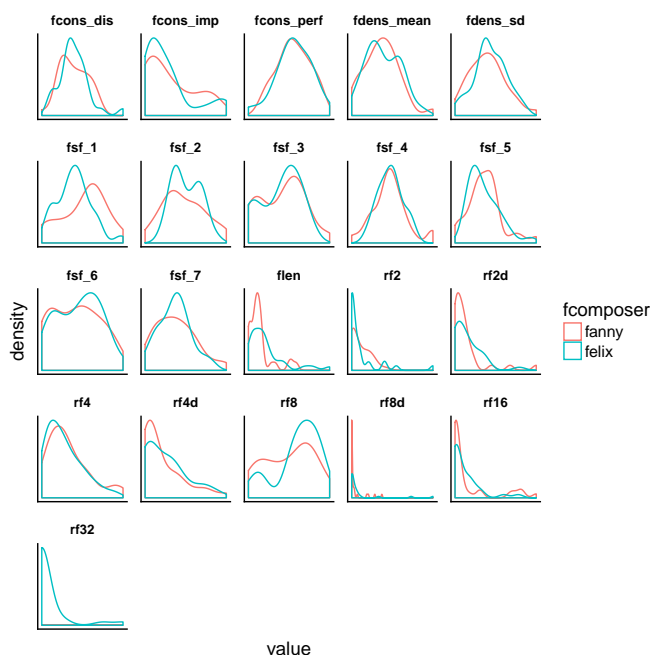 fcons_dis fcons_imp fcons_perf fdens_mean fdens_sd
fsf_1 fsf_2 fsf_3 fsf_4 fsf_5
fsf_6 fsf_7 flen rf2 rf2d
rf4 rf4d rf8 rf8d rf16
rf32
density
value
fcomposer
fanny
felix